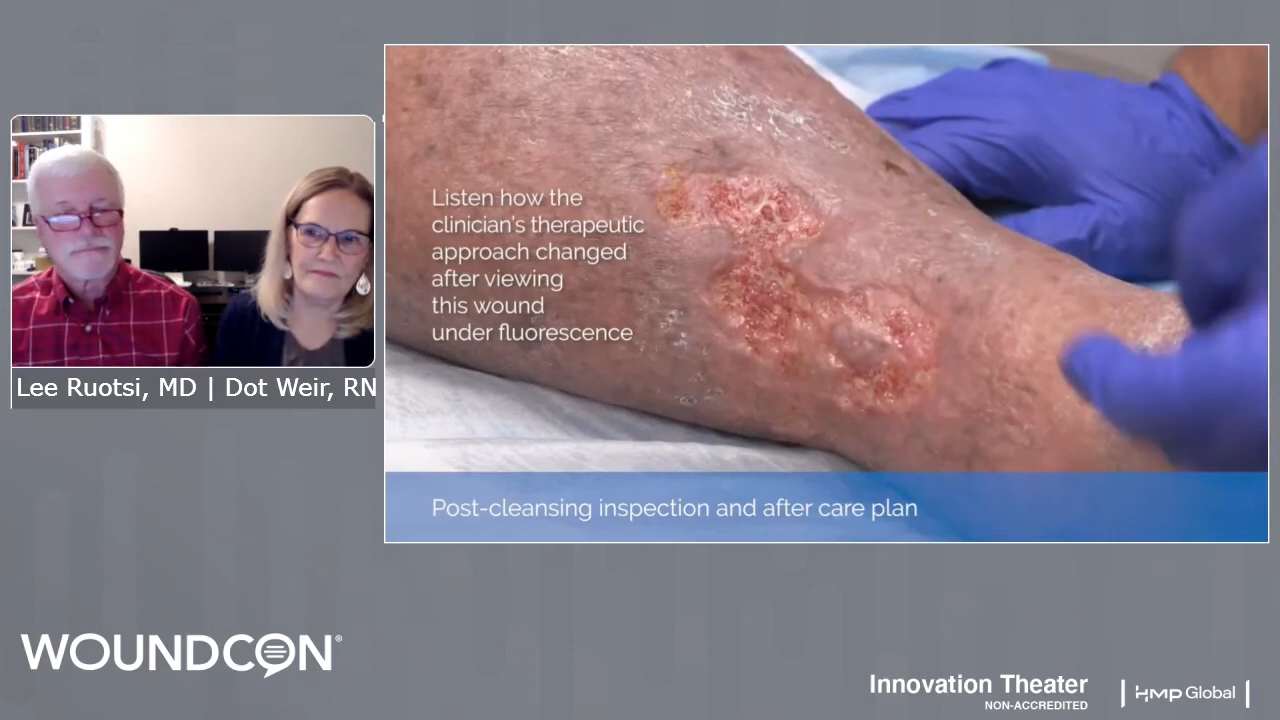 Listen how the
clinician's therapeutic
approach changed
after viewing
this wound
under fluorescence
Lee Ruotsi, MD | Dot Weir, RN
Post-cleansing inspection and after care plan
WOUNDCON®
Innovation Theater
NON-ACCREDITED
HMP Global